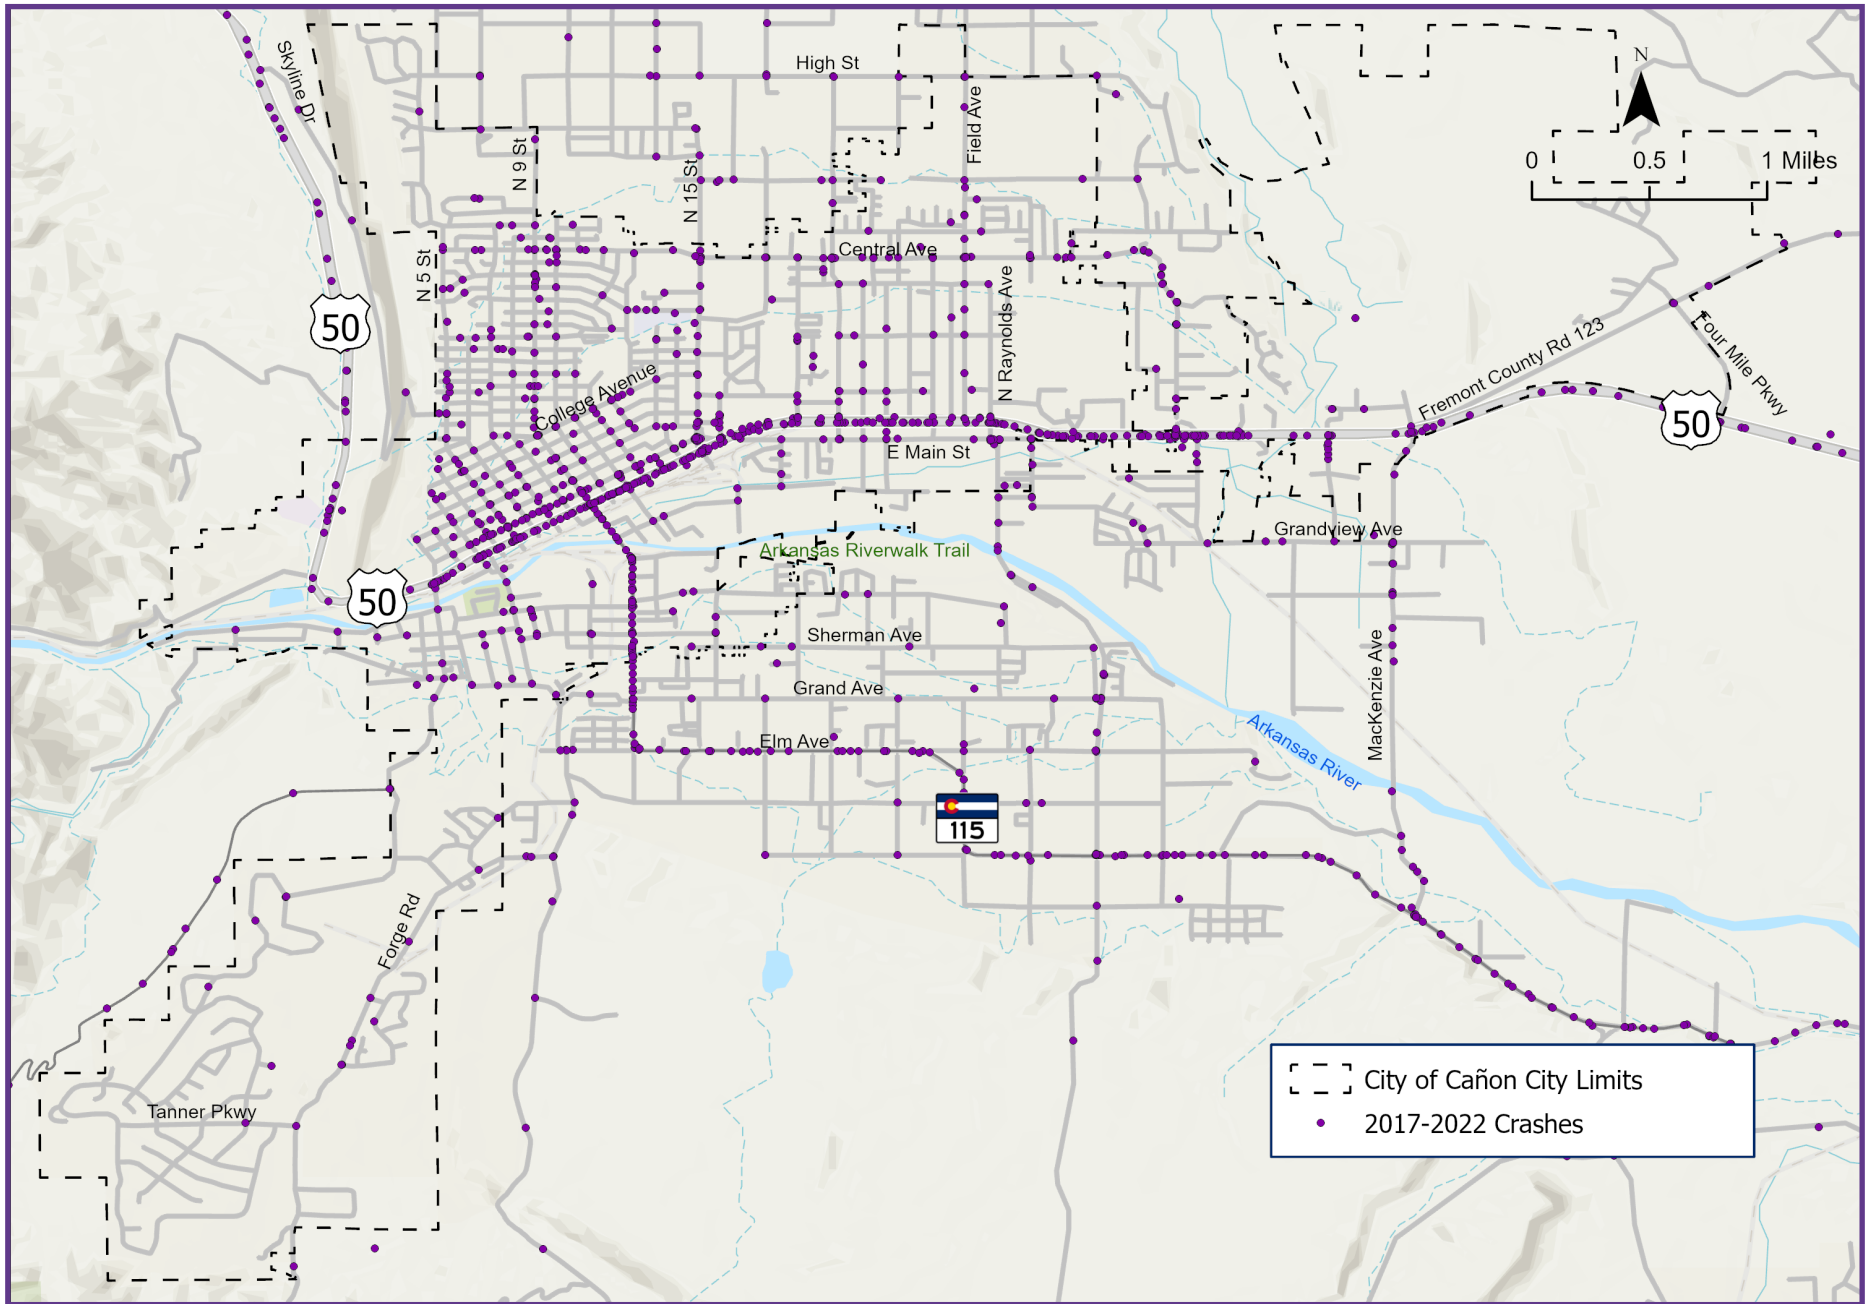 High St
Skyline Dr
N
Field Ave
N 9 St
N 15 St
0 0.5 1 Miles
Central Ave
N 5 St
N Raynolds Ave
50
Fremont County Rd 123
Four Mile Pkwy
College Avenue
50
E Main St
Grandview Ave
Arkansas Riverwalk Trail
50
Sherman Ave
MacKenzie Ave
Grand Ave
Elm Ave
Arkansas River
115
Forge Rd
City of Cañon City Limits
Tanner Pkwy
2017-2022 Crashes